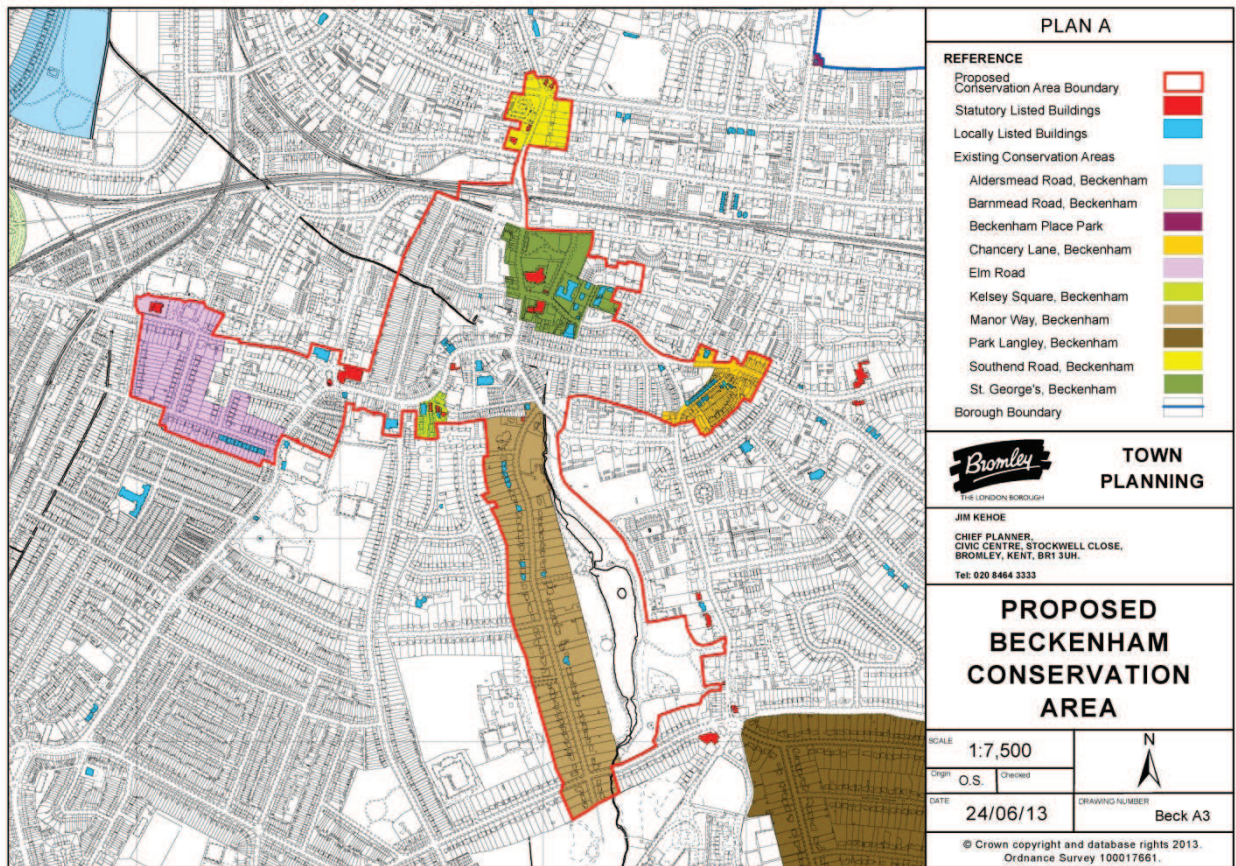 PLAN A
REFERENCE
Proposed
Conservation Area Boundary
Statutory Listed Buildings
Locally Listed Buildings
Existing Conservation Areas
Aldersmead Road, Beckenham
Barnmead Road, Beckenham
Beckenham Place Park
Chancery Lane, Beckenham
Elm Road
Kelsey Square, Beckenham
Manor Way, Beckenham
Park Langley, Beckenham
Southend Road, Beckenham
St. George's, Beckenham
Borough Boundary
Bromley
THE LONDON BOROUGH
TOWN
PLANNING
JIM KEHOE
CHIEF PLANNER,
CIVIC CENTRE, STOCKWELL CLOSE,
BROMLEY, KENT, BR1 3UH.
Tel: 020 8464 3333
PROPOSED
BECKENHAM
CONSERVATION
AREA
SCALE 1:7,500
N
Origin O.S. Checked
DATE 24/06/13
DRAWING NUMBER Beck A3
© Crown copyright and database rights 2013.
Ordnance Survey 100017661.